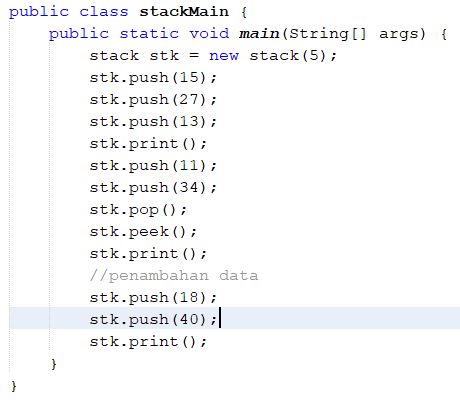 public class stackMain {
    public static void main(String[] args) {
        stack stk = new stack(5);
        stk.push(15);
        stk.push(27);
        stk.push(13);
        stk.print();
        stk.push(11);
        stk.push(34);
        stk.pop();
        stk.peek();
        stk.print();
        //penambahan data
        stk.push(18);
        stk.push(40);
        stk.print();
    }
}